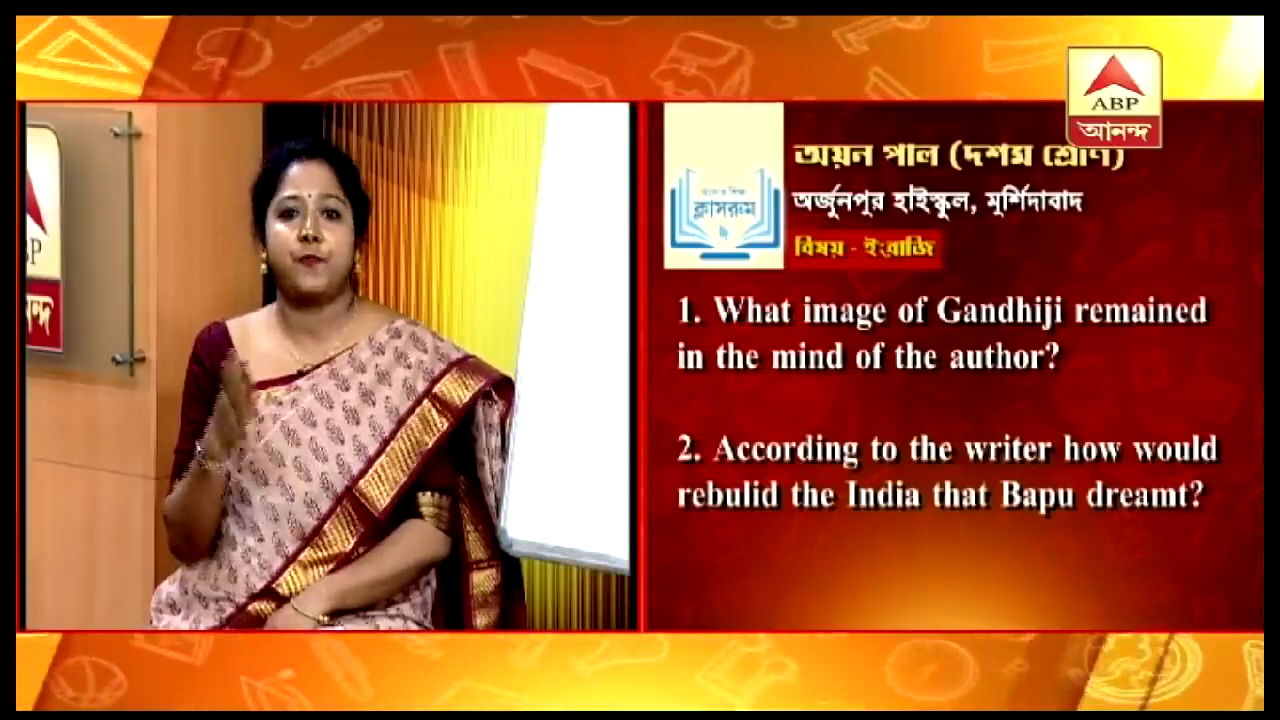 ABP
আনন্দ
অয়ন পাল (দশম শ্রেণি)
অর্জুনপুর হাইস্কুল, মুর্শিদাবাদ
ক্লাসরুম
বিষয় - ইংরাজি
1. What image of Gandhiji remained
in the mind of the author?
2. According to the writer how would
rebulid the India that Bapu dreamt?